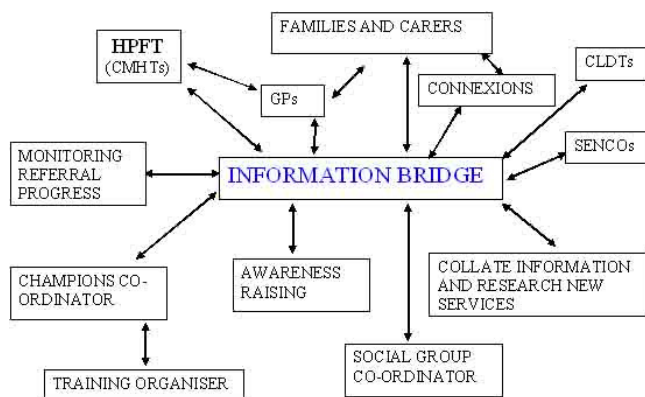 FAMILIES AND CARERS
HPFT
(CMHTs)
CLDTs
CONNEXIONS
GPs
SENCOs
MONITORING
REFERRAL
PROGRESS
INFORMATION BRIDGE
CHAMPIONS CO-
ORDINATOR
AWARENESS
RAISING
COLLATE INFORMATION
AND RESEARCH NEW
SERVICES
SOCIAL GROUP
CO-ORDINATOR
TRAINING ORGANISER